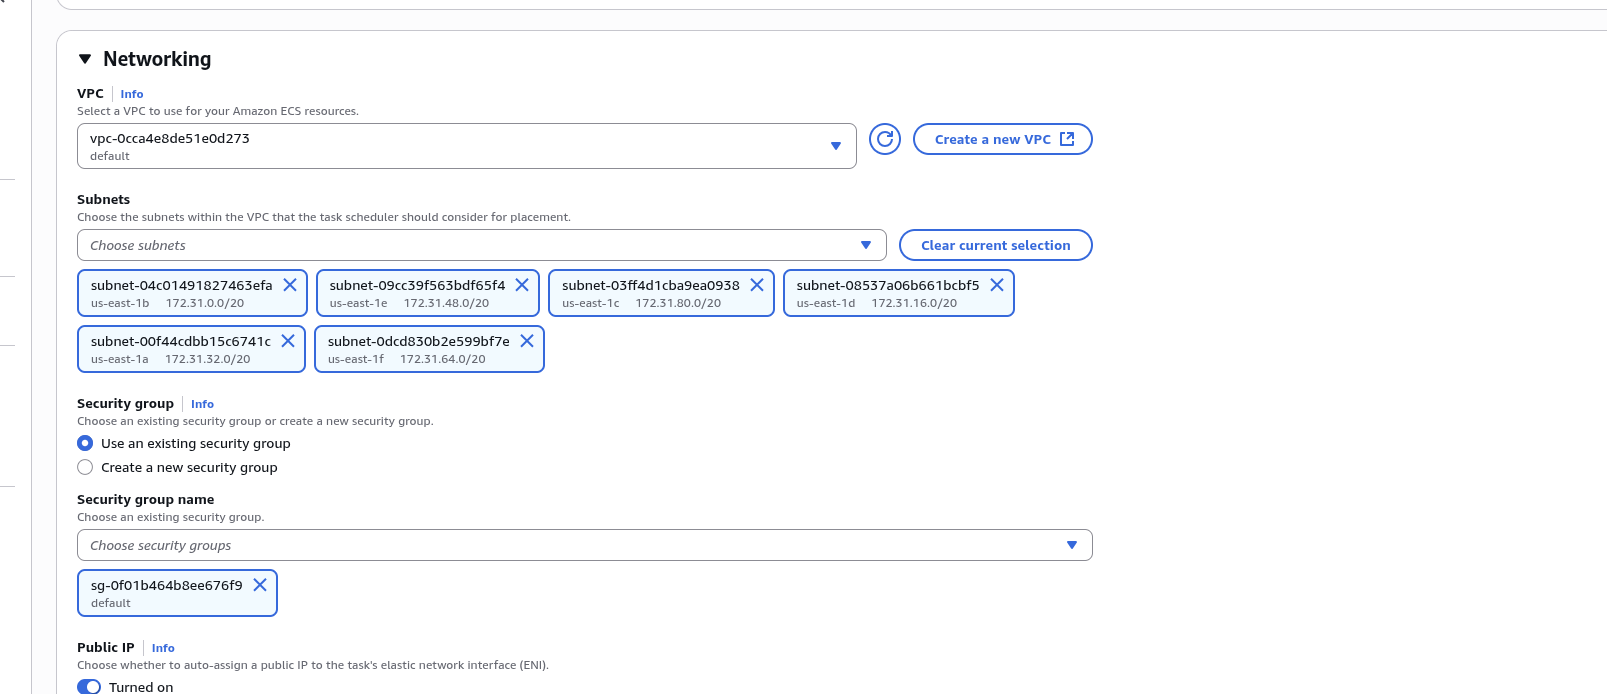 Networking
VPC Info
Select a VPC to use for your Amazon ECS resources.
vpc-0cca4e8de51e0d273
default
Create a new VPC
Subnets
Choose the subnets within the VPC that the task scheduler should consider for placement.
Choose subnets
Clear current selection
subnet-04c01491827463efa
us-east-1b 172.31.0.0/20
subnet-09cc39f563bdf65f4
us-east-1e 172.31.48.0/20
subnet-03ff4d1cba9ea0938
us-east-1c 172.31.80.0/20
subnet-08537a06b661bcbf5
us-east-1d 172.31.16.0/20
subnet-00f44cdbb15c6741c
us-east-1a 172.31.32.0/20
subnet-0dcd830b2e599bf7e
us-east-1f 172.31.64.0/20
Security group Info
Choose an existing security group or create a new security group.
Use an existing security group
Create a new security group
Security group name
Choose an existing security group.
Choose security groups
sg-0f01b464b8ee676f9
default
Public IP Info
Choose whether to auto-assign a public IP to the task's elastic network interface (ENI).
Turned on